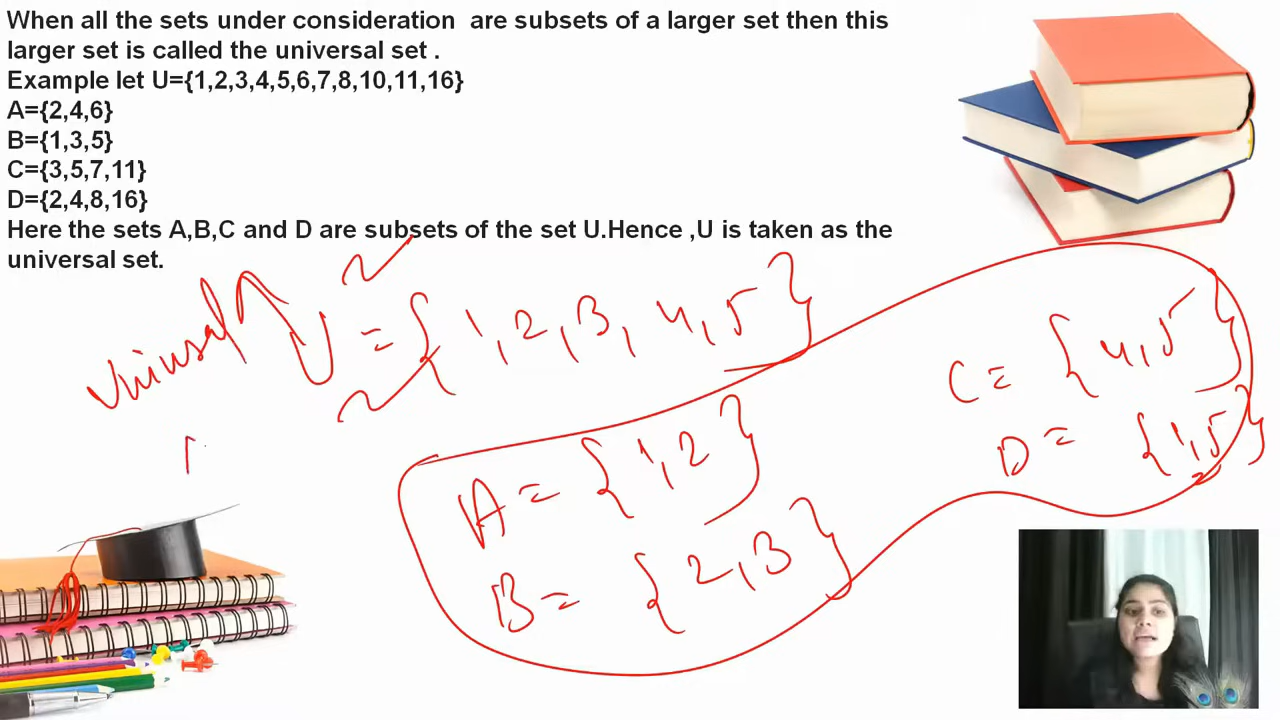 When all the sets under consideration are subsets of a larger set then this
larger set is called the universal set .
Example let U={1,2,3,4,5,6,7,8,10,11,16}
A={2,4,6}
B={1,3,5}
C={3,5,7,11}
D={2,4,8,16}
Here the sets A,B,C and D are subsets of the set U.Hence ,U is taken as the
universal set.
U = { 1, 2, 3, 4, 5 }
C = { 4, 5 }
A = { 1, 2 }
D = { 1, 5 }
B = { 2, 3 }